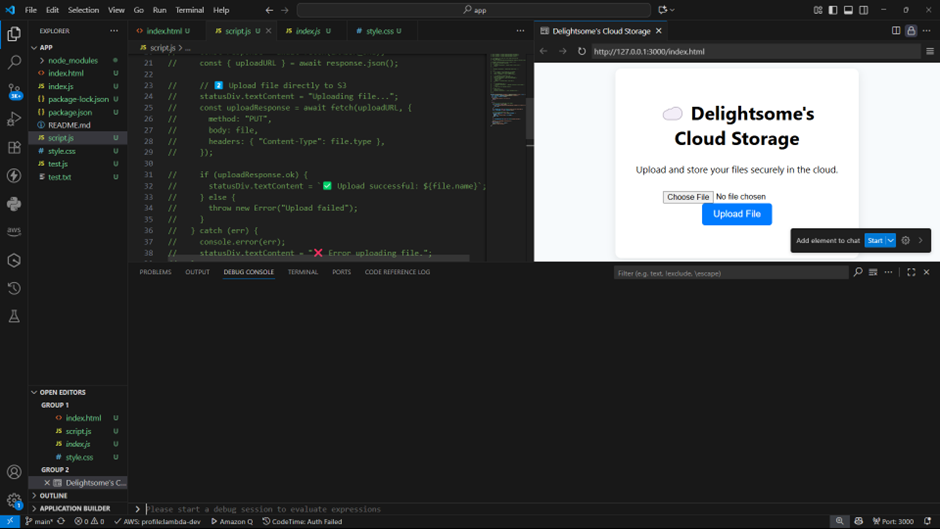 File Edit Selection View Go Run Terminal Help
app
EXPLORER
APP
node_modules
index.html U
index.js U
package-lock.json U
package.json U
README.md
script.js U
style.css U
test.js U
test.txt U
3K+
aws
OPEN EDITORS
GROUP 1
index.html U
script.js U
index.js U
style.css U
GROUP 2
Delightsome's C...
OUTLINE
APPLICATION BUILDER
index.html U
script.js U
index.js U
style.css U
script.js > ...
21 // const { uploadURL } = await response.json();
22
23 // // 2️⃣ Upload file directly to S3
24 // statusDiv.textContent = "Uploading file...";
25 // const uploadResponse = await fetch(uploadURL, {
26 // method: "PUT",
27 // body: file,
28 // headers: { "Content-Type": file.type },
29 // });
30
31 // if (uploadResponse.ok) {
32 // statusDiv.textContent = `✅ Upload successful: ${file.name}`;
33 // } else {
34 // throw new Error("Upload failed");
35 // }
36 // } catch (err) {
37 // console.error(err);
38 // statusDiv.textContent = "❌ Error uploading file.";
Delightsome's Cloud Storage
http://127.0.0.1:3000/index.html
Delightsome's
Cloud Storage
Upload and store your files securely in the cloud.
Choose File No file chosen
Upload File
Add element to chat Start
PROBLEMS OUTPUT DEBUG CONSOLE TERMINAL PORTS CODE REFERENCE LOG
Filter (e.g. text, !exclude, \escape)
Please start a debug session to evaluate expressions
1
main* 0 0 AWS: profile:lambda-dev Amazon Q CodeTime: Auth Failed
Port: 3000